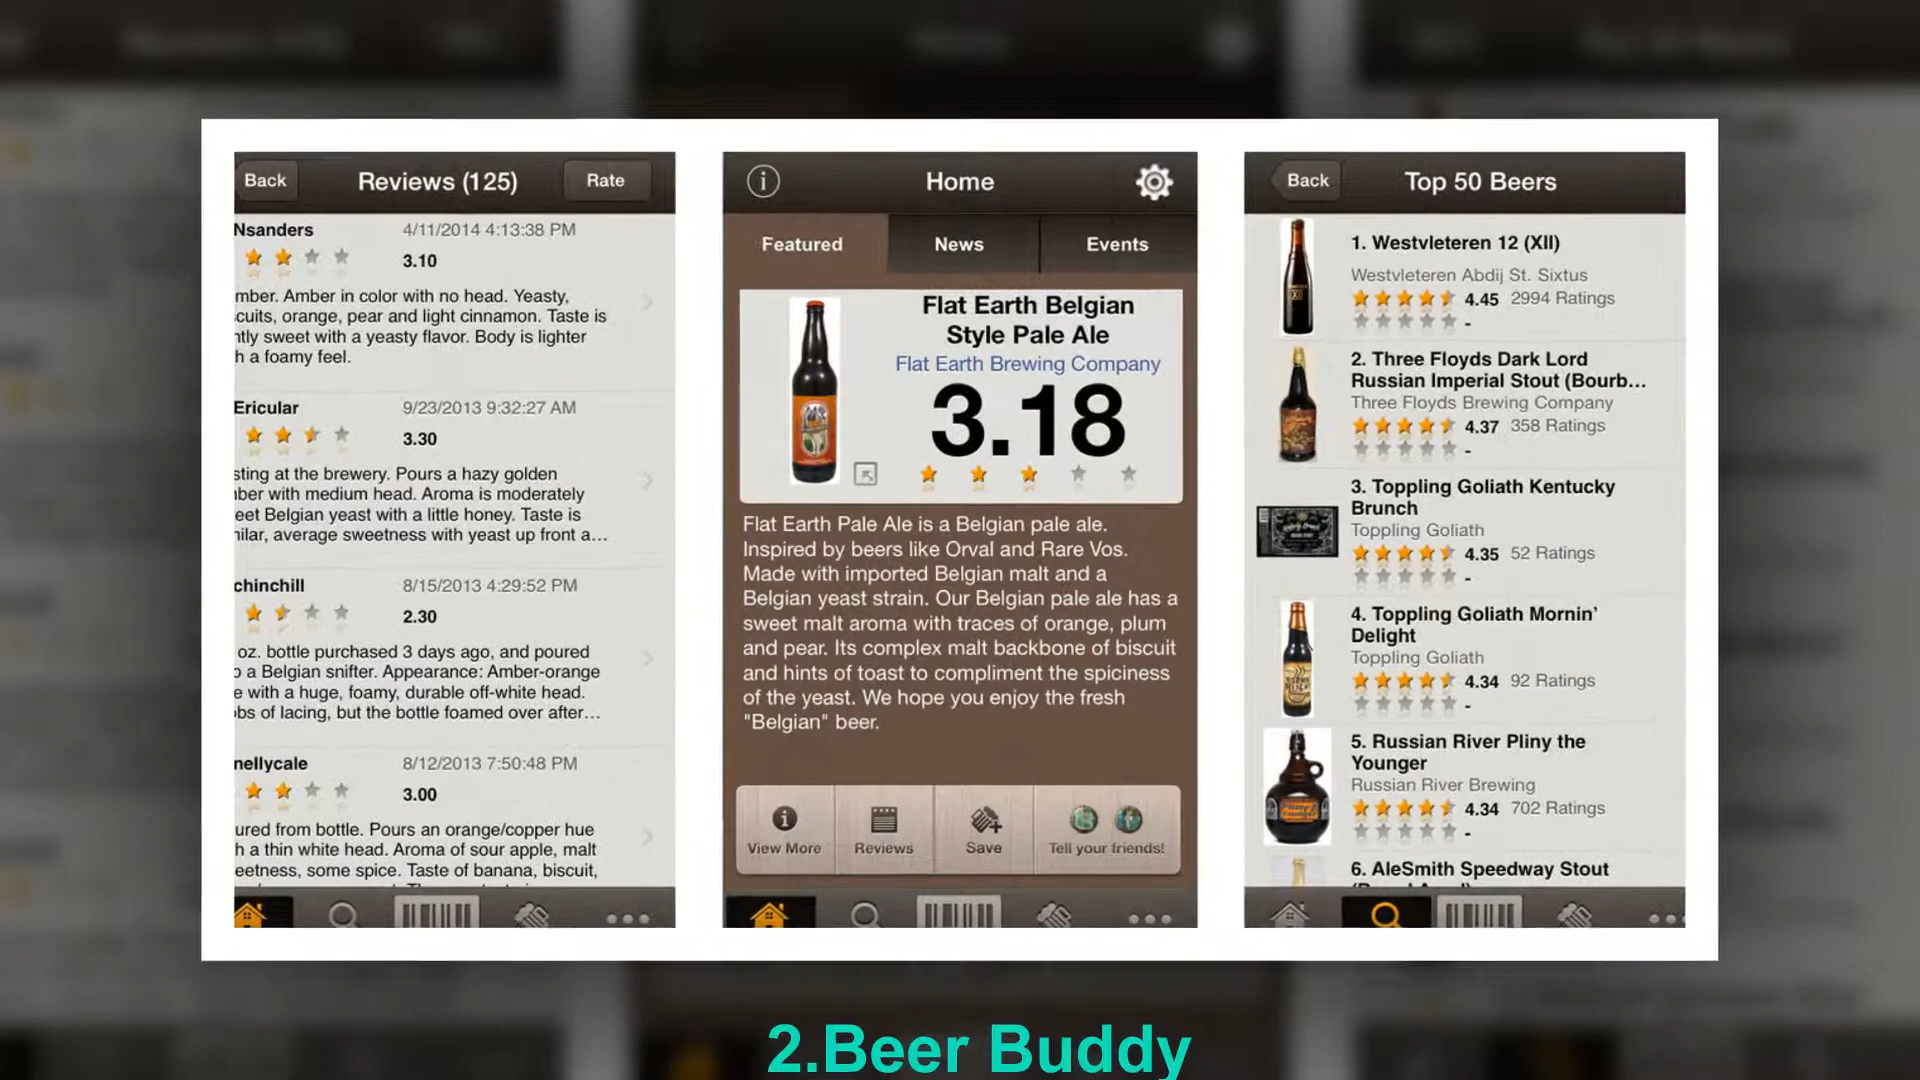 Back
Reviews (125)
Rate
Nsanders
4/11/2014 4:13:38 PM
3.10
mber. Amber in color with no head. Yeasty,
cuits, orange, pear and light cinnamon. Taste is
ntly sweet with a yeasty flavor. Body is lighter
h a foamy feel.
Ericular
9/23/2013 9:32:27 AM
3.30
sting at the brewery. Pours a hazy golden
ber with medium head. Aroma is moderately
eet Belgian yeast with a little honey. Taste is
nilar, average sweetness with yeast up front a...
chinchill
8/15/2013 4:29:52 PM
2.30
oz. bottle purchased 3 days ago, and poured
o a Belgian snifter. Appearance: Amber-orange
e with a huge, foamy, durable off-white head.
bs of lacing, but the bottle foamed over after...
nellycale
8/12/2013 7:50:48 PM
3.00
ured from bottle. Pours an orange/copper hue
h a thin white head. Aroma of sour apple, malt
eetness, some spice. Taste of banana, biscuit,
Home
Featured
News
Events
Flat Earth Belgian
Style Pale Ale
Flat Earth Brewing Company
3.18
Flat Earth Pale Ale is a Belgian pale ale.
Inspired by beers like Orval and Rare Vos.
Made with imported Belgian malt and a
Belgian yeast strain. Our Belgian pale ale has a
sweet malt aroma with traces of orange, plum
and pear. Its complex malt backbone of biscuit
and hints of toast to compliment the spiciness
of the yeast. We hope you enjoy the fresh
"Belgian" beer.
View More
Reviews
Save
Tell your friends!
Back
Top 50 Beers
1. Westvleteren 12 (XII)
Westvleteren Abdij St. Sixtus
4.45 2994 Ratings
-
2. Three Floyds Dark Lord
Russian Imperial Stout (Bourb...
Three Floyds Brewing Company
4.37 358 Ratings
-
3. Toppling Goliath Kentucky
Brunch
Toppling Goliath
4.35 52 Ratings
-
4. Toppling Goliath Mornin'
Delight
Toppling Goliath
4.34 92 Ratings
-
5. Russian River Pliny the
Younger
Russian River Brewing
4.34 702 Ratings
-
6. AleSmith Speedway Stout
2.Beer Buddy